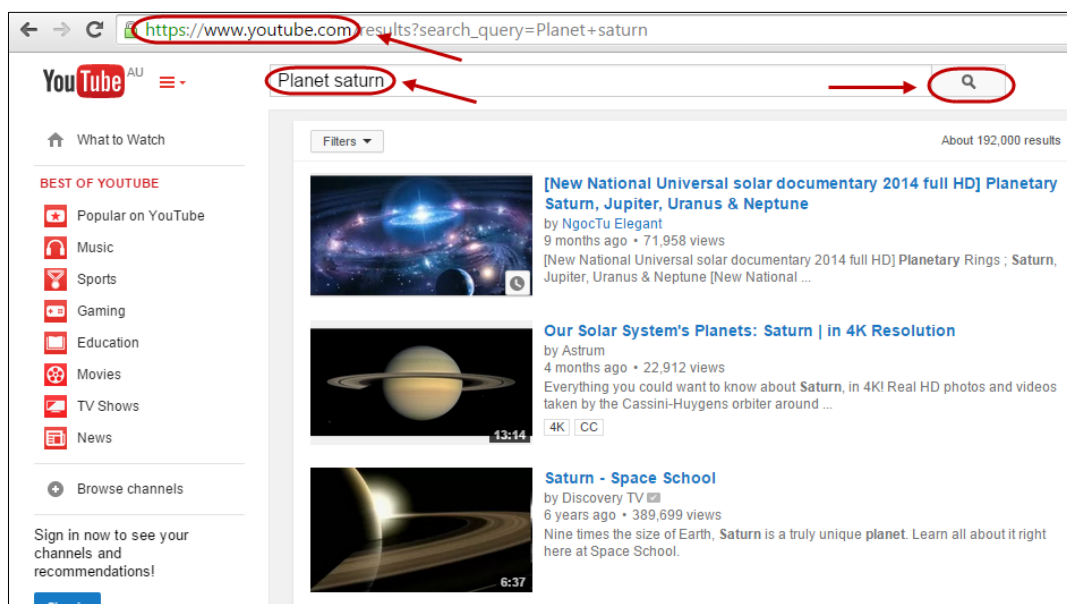 https://www.youtube.com/results?search_query=Planet+saturn
YouTube AU
Planet saturn
What to Watch
BEST OF YOUTUBE
Popular on YouTube
Music
Sports
Gaming
Education
Movies
TV Shows
News
Browse channels
Sign in now to see your
channels and
recommendations!
Filters
About 192,000 results
[New National Universal solar documentary 2014 full HD] Planetary
Saturn, Jupiter, Uranus & Neptune
by NgocTu Elegant
9 months ago • 71,958 views
[New National Universal solar documentary 2014 full HD] Planetary Rings ; Saturn,
Jupiter, Uranus & Neptune [New National ...
13:14
Our Solar System's Planets: Saturn | in 4K Resolution
by Astrum
4 months ago • 22,912 views
Everything you could want to know about Saturn, in 4K! Real HD photos and videos
taken by the Cassini-Huygens orbiter around ...
4K CC
6:37
Saturn - Space School
by Discovery TV
6 years ago • 389,699 views
Nine times the size of Earth, Saturn is a truly unique planet. Learn all about it right
here at Space School.